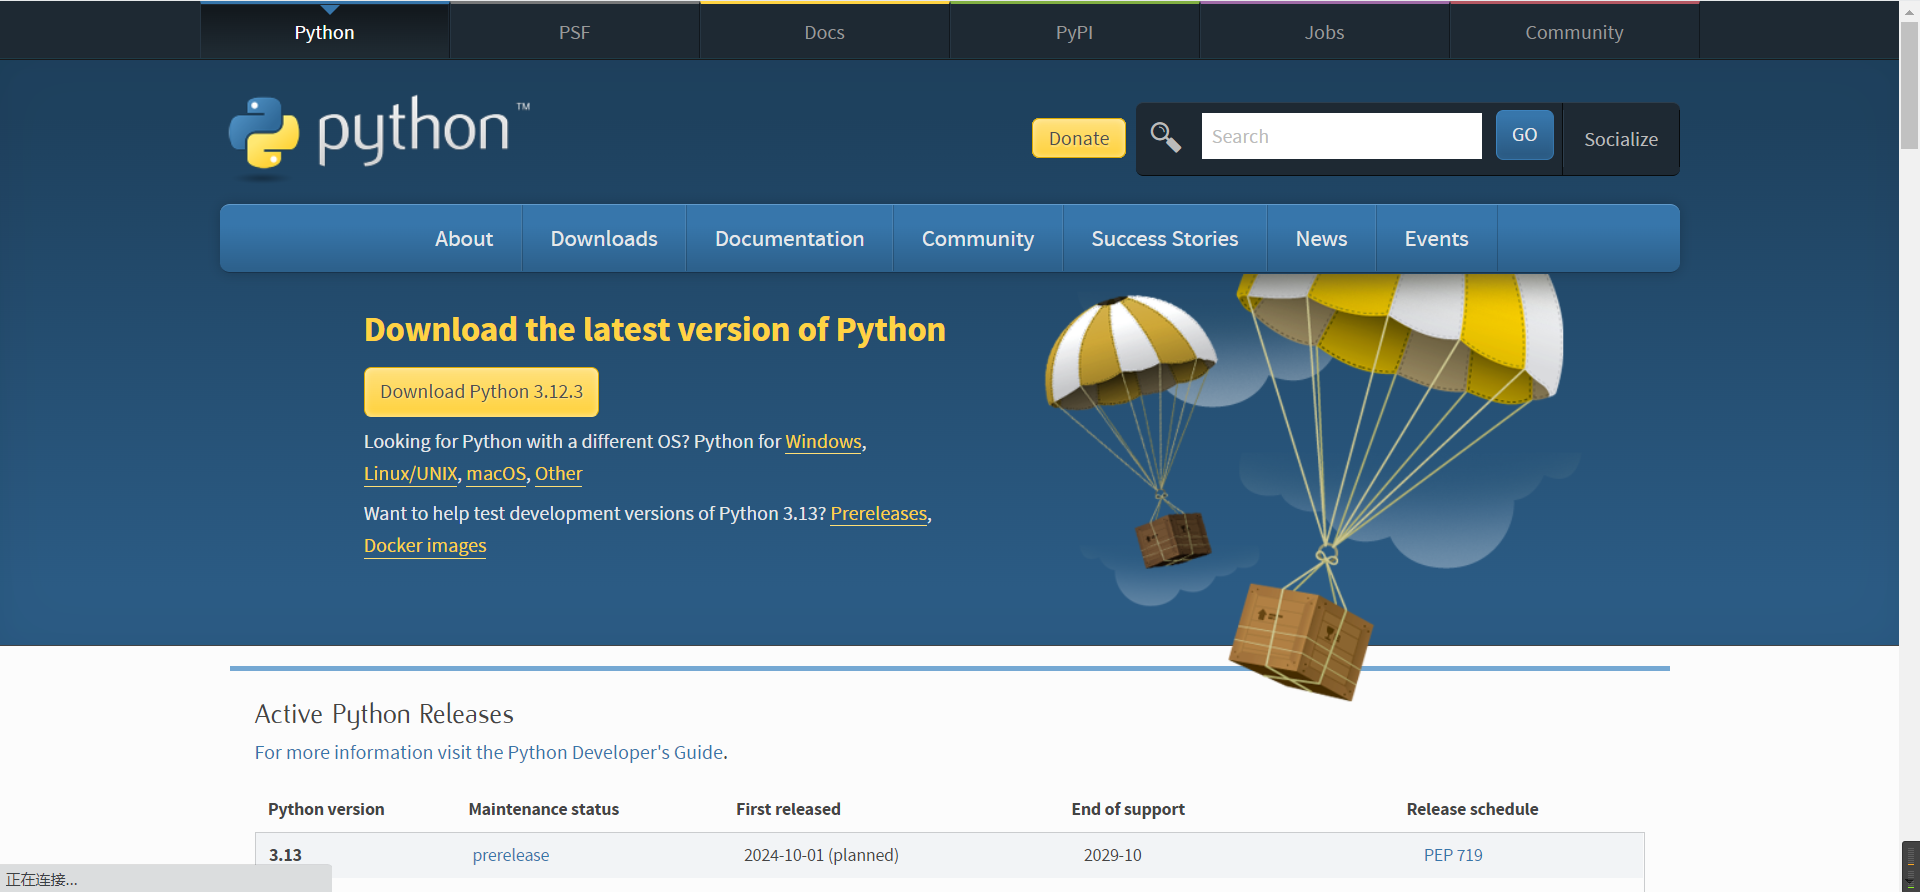 Python PSF Docs PyPI Jobs Community
python™
Donate Search GO Socialize
About Downloads Documentation Community Success Stories News Events
Download the latest version of Python
Download Python 3.12.3
Looking for Python with a different OS? Python for Windows,
Linux/UNIX, macOS, Other
Want to help test development versions of Python 3.13? Prereleases,
Docker images
Active Python Releases
For more information visit the Python Developer's Guide.
Python version Maintenance status First released End of support Release schedule
3.13 prerelease 2024-10-01 (planned) 2029-10 PEP 719
正在连接...